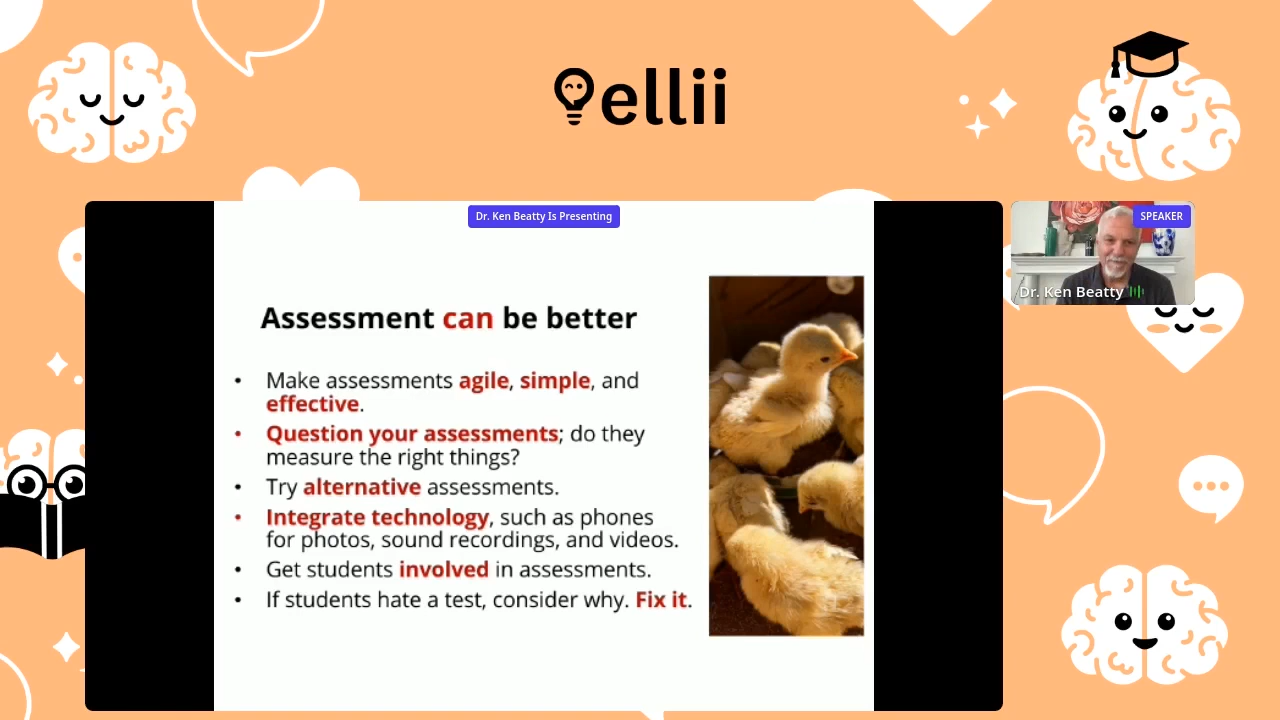 ellii
Dr. Ken Beatty Is Presenting
SPEAKER
Dr. Ken Beatty
Assessment can be better
• Make assessments agile, simple, and
effective.
• Question your assessments; do they
measure the right things?
• Try alternative assessments.
• Integrate technology, such as phones
for photos, sound recordings, and videos.
• Get students involved in assessments.
• If students hate a test, consider why. Fix it.